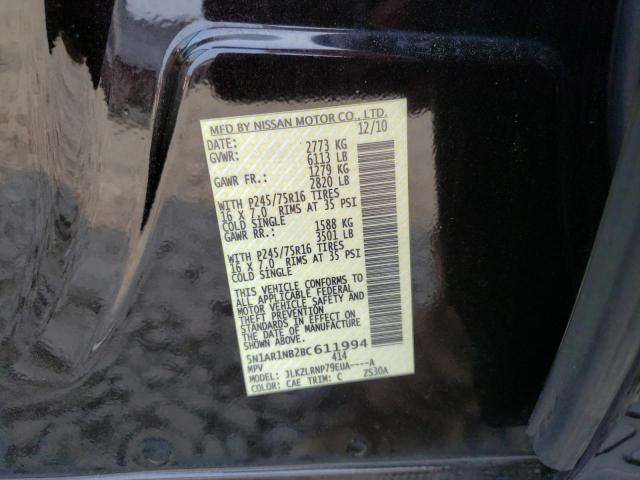 MFD BY NISSAN MOTOR CO., LTD.
DATE: 12/10
GVWR: 2773 KG
6113 LB
GAWR FR.: 1279 KG
2820 LB
WITH P245/75R16 TIRES
16 X 7.0 RIMS AT 35 PSI
COLD SINGLE
GAWR RR.: 1588 KG
3501 LB
WITH P245/75R16 TIRES
16 X 7.0 RIMS AT 35 PSI
COLD SINGLE
THIS VEHICLE CONFORMS TO
ALL APPLICABLE FEDERAL
MOTOR VEHICLE SAFETY AND
THEFT PREVENTION
STANDARDS IN EFFECT ON
THE DATE OF MANUFACTURE
SHOWN ABOVE.
5N1AR1NB2BC611994
MPV 414
MODEL: JLKZLRNP79EUA----A
COLOR: CAE TRIM: C ZS30A